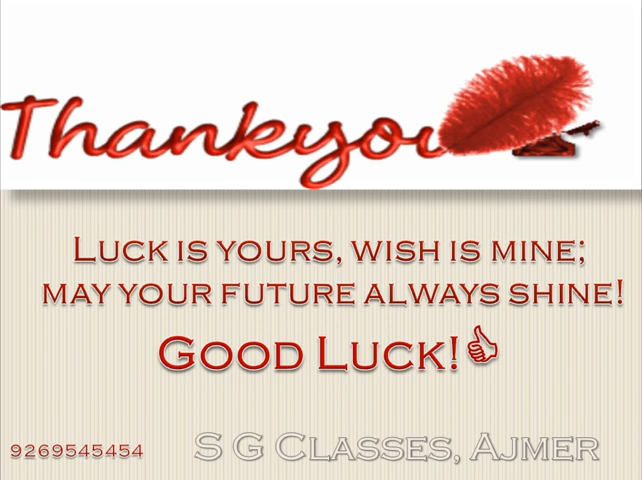 Thankyou
Luck is yours, wish is mine;
may your future always shine!
Good Luck!👍
9269545454
S G Classes, Ajmer